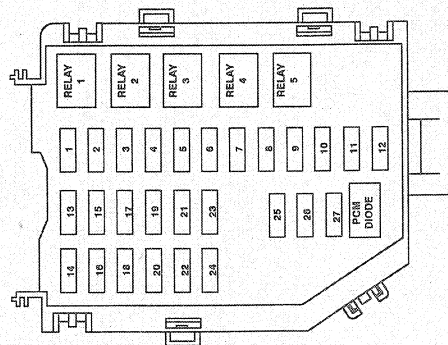 RELAY 1
RELAY 2
RELAY 3
RELAY 4
RELAY 5
1 2 3 4 5 6 7 8 9 10 11 12
13 15 17 19 21 23
25 26 27
PCM DIODE
14 16 18 20 22 24